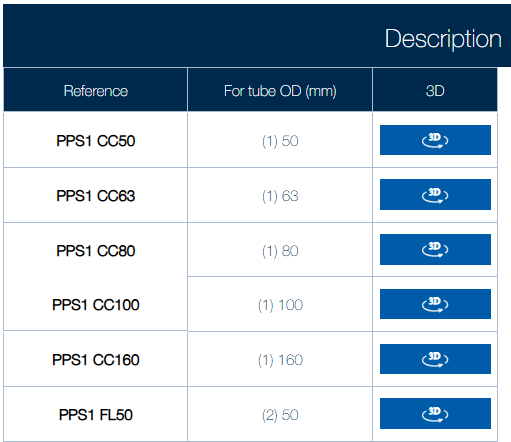 Description
Reference For tube OD (mm) 3D
PPS1 CC50 (1) 50 3D
PPS1 CC63 (1) 63 3D
PPS1 CC80 (1) 80 3D
PPS1 CC100 (1) 100 3D
PPS1 CC160 (1) 160 3D
PPS1 FL50 (2) 50 3D